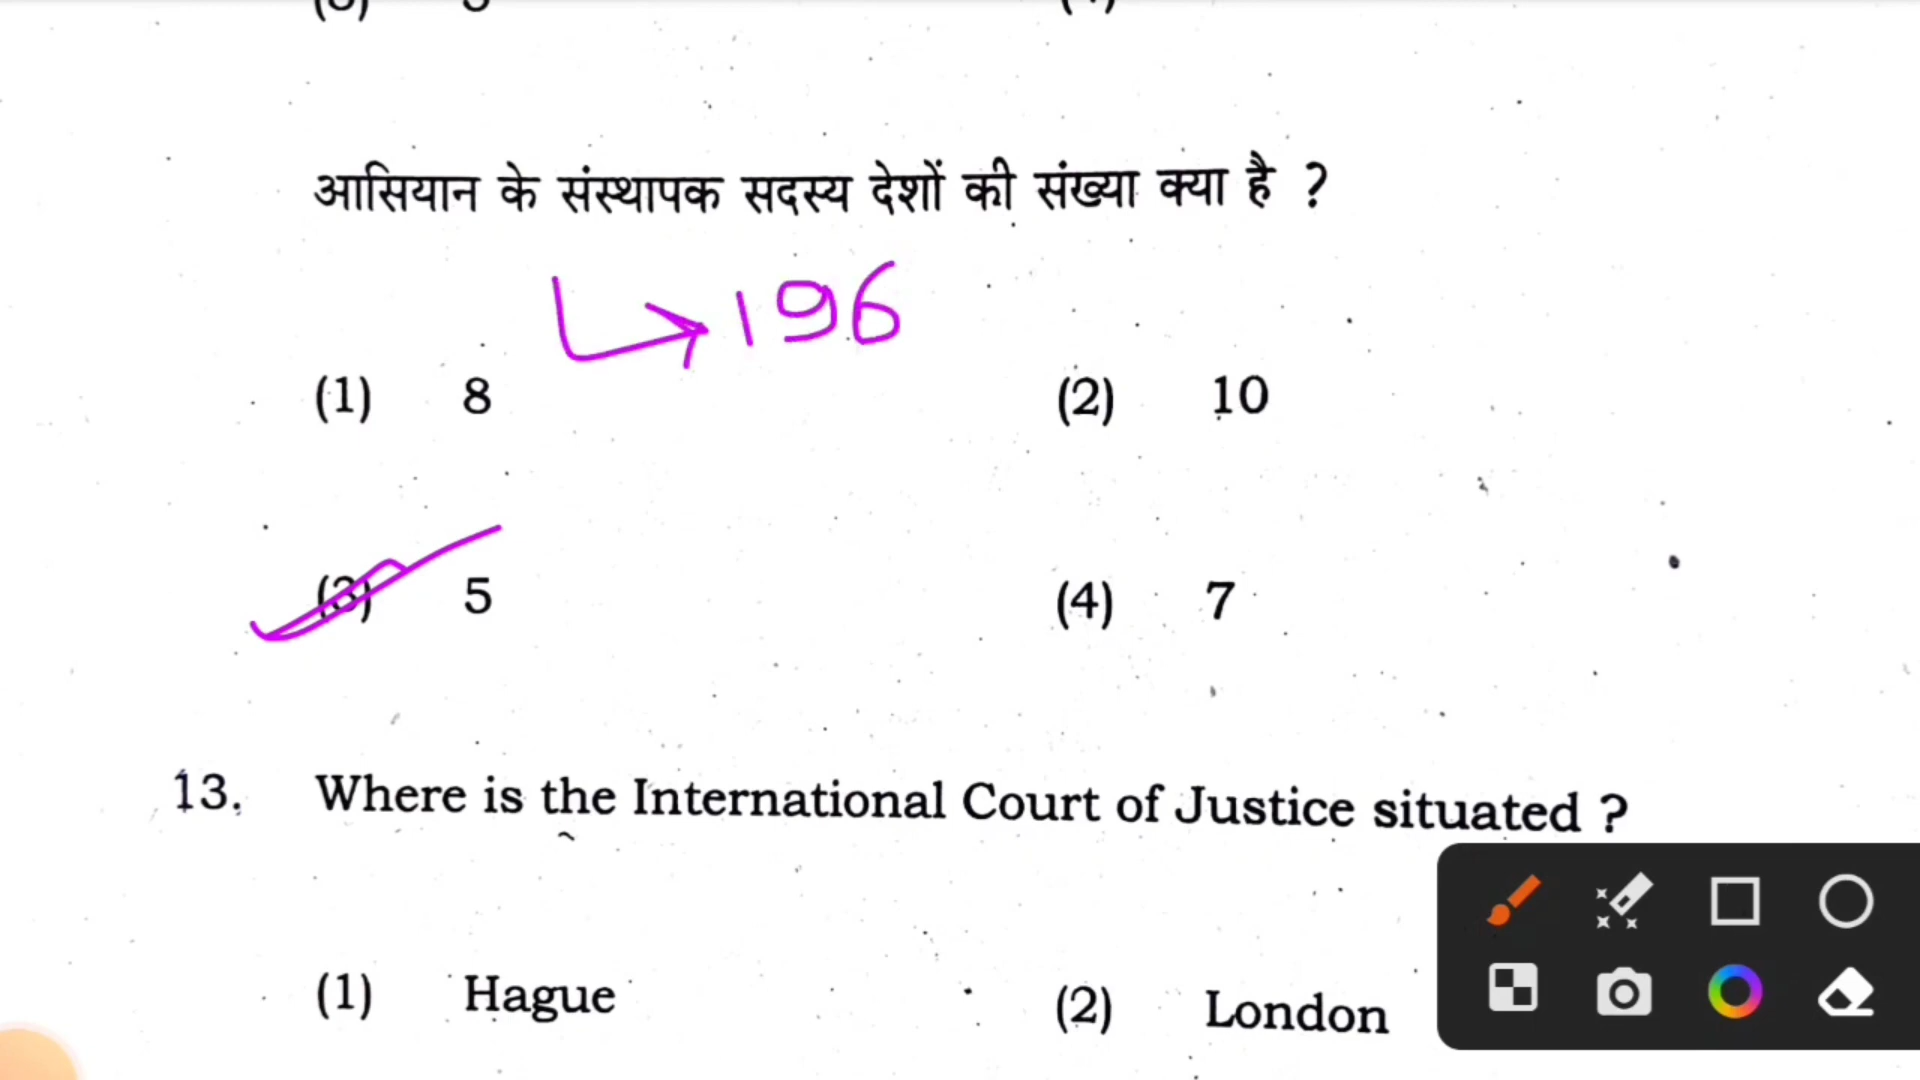 आसियान के संस्थापक सदस्य देशों की संख्या क्या है ?
196
(1) 8 (2) 10
(3) 5 (4) 7
13. Where is the International Court of Justice situated ?
(1) Hague (2) London